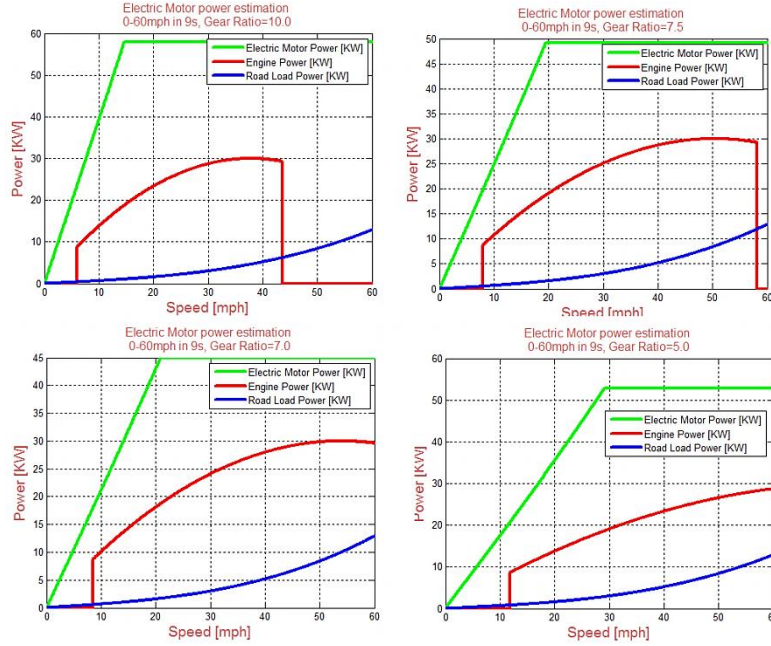 Electric Motor power estimation
0-60mph in 9s, Gear Ratio=10.0
60
50
40
30
20
10
0
Power [KW]
Electric Motor Power [KW]
Engine Power [KW]
Road Load Power [KW]
0 10 20 30 40 50 60
Speed [mph]
Electric Motor power estimation
0-60mph in 9s, Gear Ratio=7.5
50
45
40
35
30
25
20
15
10
5
0
Power [KW]
Electric Motor Power [KW]
Engine Power [KW]
Road Load Power [KW]
0 10 20 30 40 50 60
Speed [mph]
Electric Motor power estimation
0-60mph in 9s, Gear Ratio=7.0
45
40
35
30
25
20
15
10
5
0
Power [KW]
Electric Motor Power [KW]
Engine Power [KW]
Road Load Power [KW]
0 10 20 30 40 50 60
Speed [mph]
Electric Motor power estimation
0-60mph in 9s, Gear Ratio=5.0
60
50
40
30
20
10
0
Power [KW]
Electric Motor Power [KW]
Engine Power [KW]
Road Load Power [KW]
0 10 20 30 40 50 60
Speed [mph]